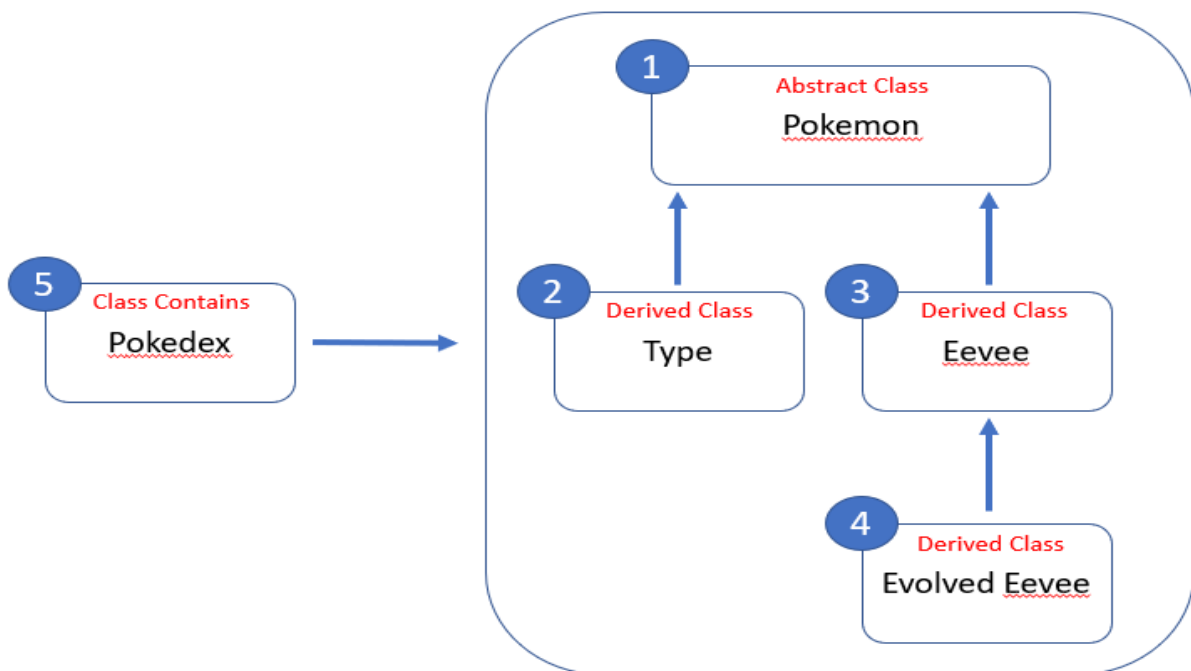 1
Abstract Class
Pokemon
5
Class Contains
Pokedex
2
Derived Class
Type
3
Derived Class
Eevee
4
Derived Class
Evolved Eevee